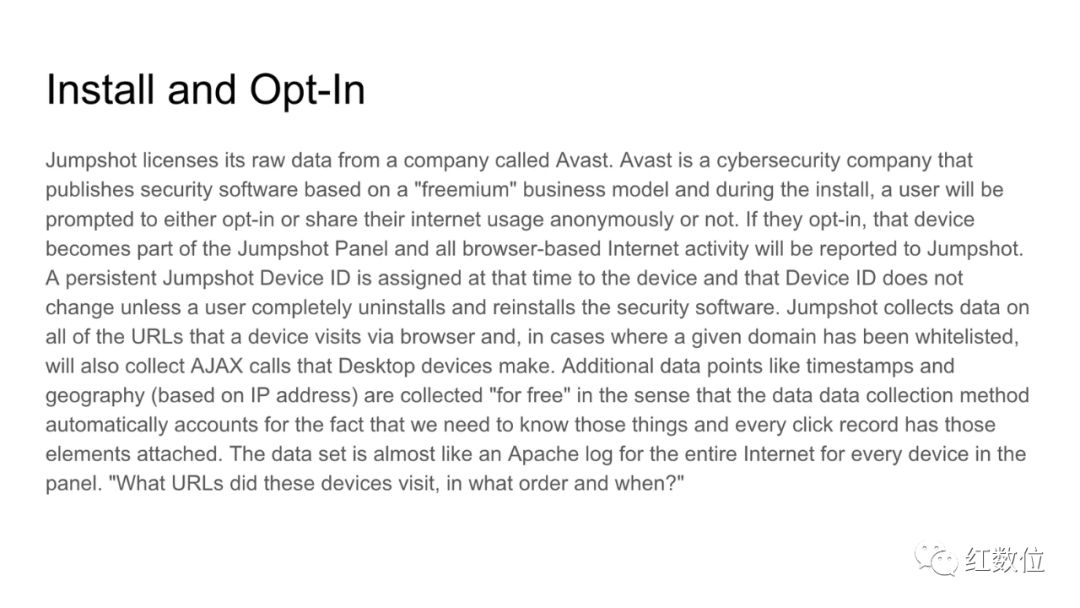 Install and Opt-In
Jumpshot licenses its raw data from a company called Avast. Avast is a cybersecurity company that
publishes security software based on a "freemium" business model and during the install, a user will be
prompted to either opt-in or share their internet usage anonymously or not. If they opt-in, that device
becomes part of the Jumpshot Panel and all browser-based Internet activity will be reported to Jumpshot.
A persistent Jumpshot Device ID is assigned at that time to the device and that Device ID does not
change unless a user completely uninstalls and reinstalls the security software. Jumpshot collects data on
all of the URLs that a device visits via browser and, in cases where a given domain has been whitelisted,
will also collect AJAX calls that Desktop devices make. Additional data points like timestamps and
geography (based on IP address) are collected "for free" in the sense that the data data collection method
automatically accounts for the fact that we need to know those things and every click record has those
elements attached. The data set is almost like an Apache log for the entire Internet for every device in the
panel. "What URLs did these devices visit, in what order and when?"
红数位